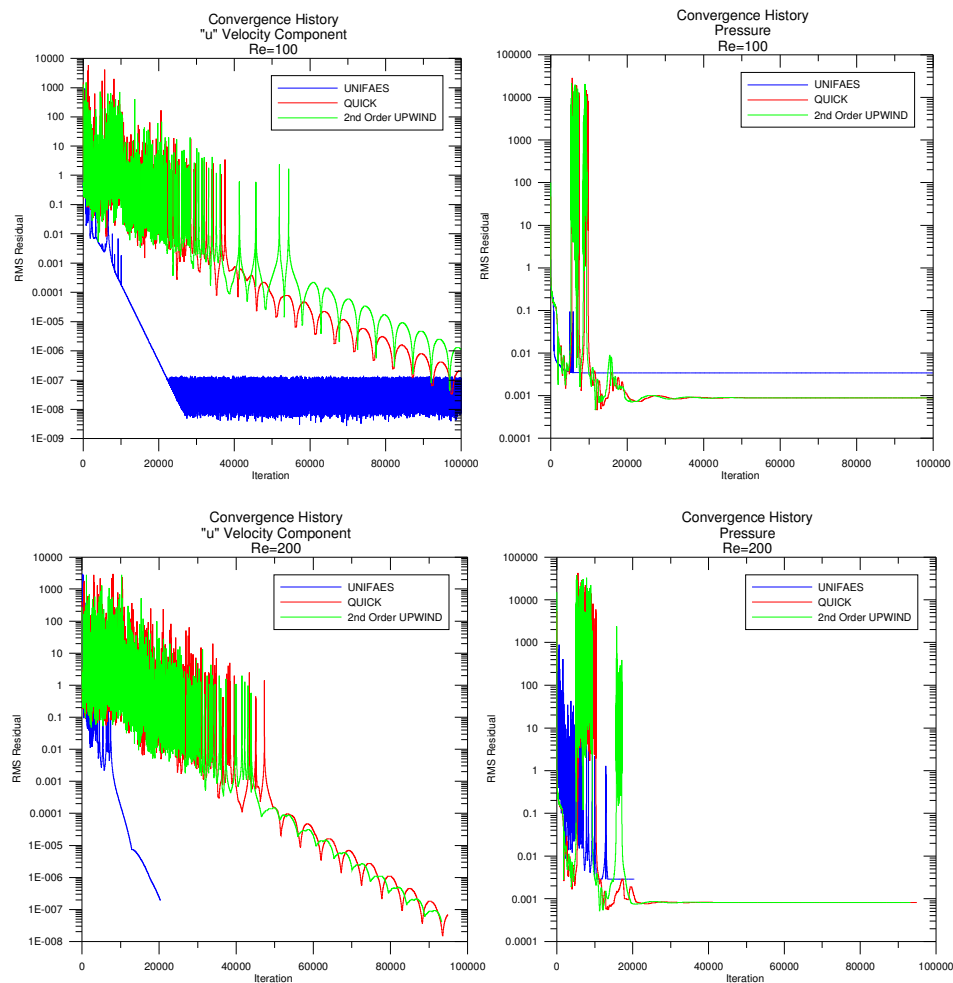 Convergence History
"u" Velocity Component
Re=100
UNIFAES
QUICK
2nd Order UPWIND
10000
1000
100
10
1
0.1
0.01
0.001
0.0001
1E-005
1E-006
1E-007
1E-008
1E-009
RMS Residual
0 20000 40000 60000 80000 100000
Iteration
Convergence History
Pressure
Re=100
UNIFAES
QUICK
2nd Order UPWIND
100000
10000
1000
100
10
1
0.1
0.01
0.001
0.0001
RMS Residual
0 20000 40000 60000 80000 100000
Iteration
Convergence History
"u" Velocity Component
Re=200
UNIFAES
QUICK
2nd Order UPWIND
10000
1000
100
10
1
0.1
0.01
0.001
0.0001
1E-005
1E-006
1E-007
1E-008
RMS Residual
0 20000 40000 60000 80000 100000
Iteration
Convergence History
Pressure
Re=200
UNIFAES
QUICK
2nd Order UPWIND
100000
10000
1000
100
10
1
0.1
0.01
0.001
0.0001
RMS Residual
0 20000 40000 60000 80000 100000
Iteration